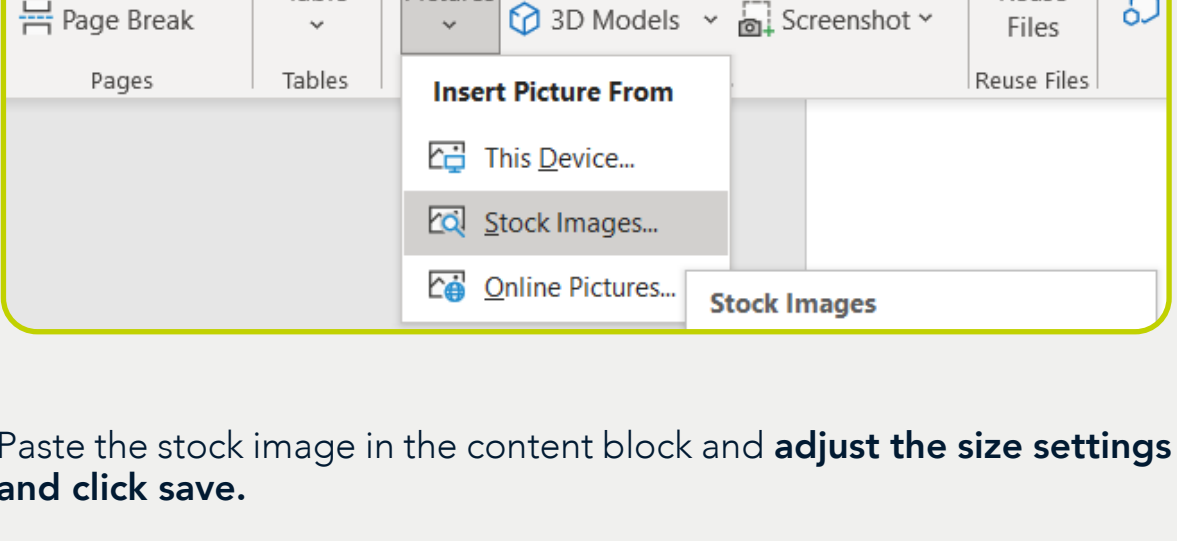 Page Break
3D Models
Screenshot
Files
Pages
Tables
Reuse Files
Insert Picture From
This Device...
Stock Images...
Online Pictures...
Stock Images
Paste the stock image in the content block and adjust the size settings
and click save.